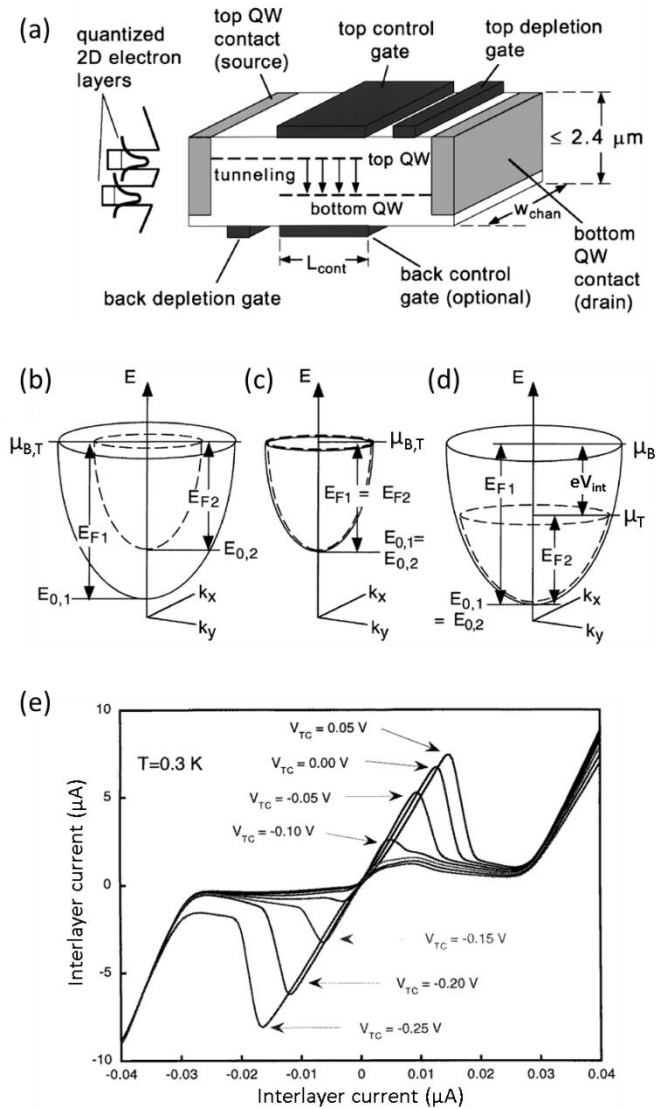 (a)
quantized
2D electron
layers
top QW
contact
(source)
top control
gate
top depletion
gate
≤ 2.4 μm
tunneling
top QW
bottom QW
W_chan
L_cont
back depletion gate
back control
gate (optional)
bottom
QW
contact
(drain)
(b)
E
μ_B,T
E_F1
E_F2
E_0,2
E_0,1
k_x
k_y
(c)
E
μ_B,T
E_F1 = E_F2
E_0,1=
E_0,2
k_x
k_y
(d)
E
μ_B
eV_int
E_F1
μ_T
E_F2
E_0,1
= E_0,2
k_x
k_y
(e)
10
5
0
-5
-10
Interlayer current (μA)
T=0.3 K
V_TC = 0.05 V
V_TC = 0.00 V
V_TC = -0.05 V
V_TC = -0.10 V
V_TC = -0.15 V
V_TC = -0.20 V
V_TC = -0.25 V
-0.04 -0.03 -0.02 -0.01 0 0.01 0.02 0.03 0.04
Interlayer current (μA)